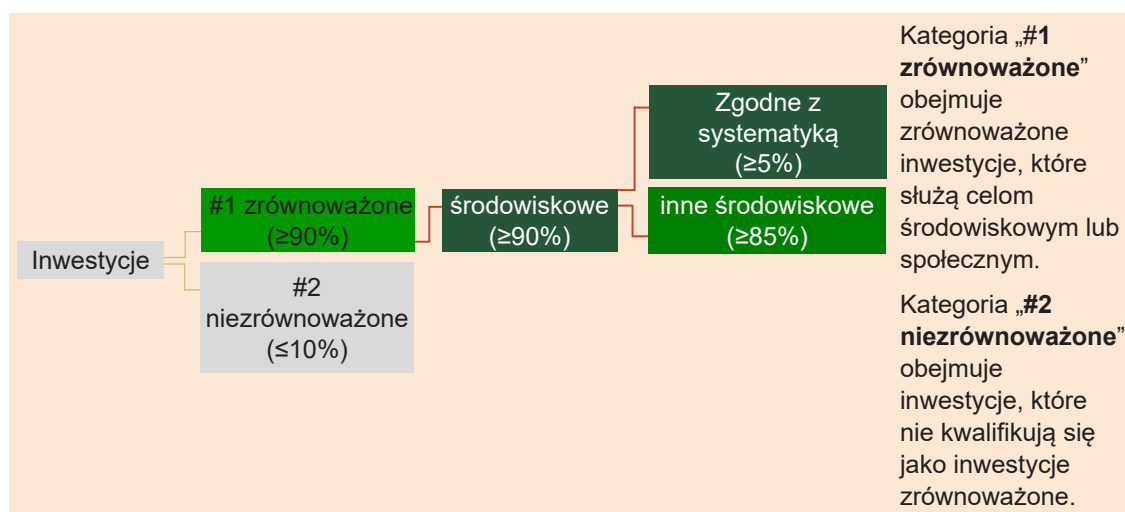 Inwestycje
#1 zrównoważone
(≥90%)
#2
niezrównoważone
(≤10%)
środowiskowe
(≥90%)
Zgodne z
systematyką
(≥5%)
inne środowiskowe
(≥85%)
Kategoria „#1
zrównoważone”
obejmuje
zrównoważone
inwestycje, które
służą celom
środowiskowym lub
społecznym.
Kategoria „#2
niezrównoważone”
obejmuje
inwestycje, które
nie kwalifikują się
jako inwestycje
zrównoważone.